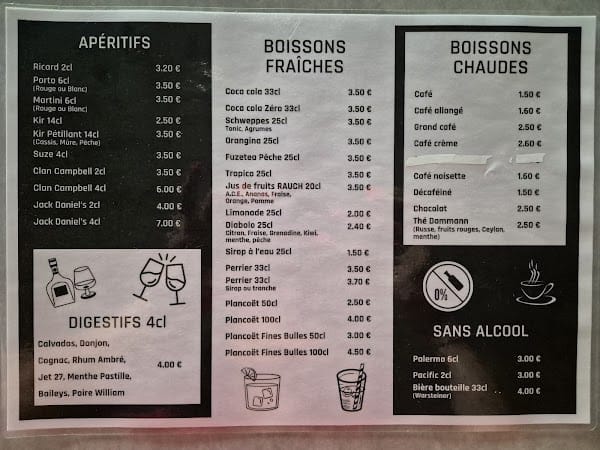 APÉRITIFS
Ricard 2cl 3.20 €
Porto 6cl 3.50 €
(Rouge ou Blanc)
Martini 6cl 3.50 €
(Rouge ou Blanc)
Kir 14cl 2.50 €
Kir Pétillant 14cl 3.50 €
(Cassis, Mûre, Pêche)
Suze 4cl 3.50 €
Clan Campbell 2cl 3.50 €
Clan Campbell 4cl 6.00 €
Jack Daniel's 2cl 4.00 €
Jack Daniel's 4cl 7.00 €
DIGESTIFS 4cl
Calvados, Donjon,
Cognac, Rhum Ambré, 4.00 €
Jet 27, Menthe Pastille,
Baileys, Poire William
BOISSONS
FRAÎCHES
Coca cola 33cl 3.50 €
Coca cola Zéro 33cl 3.50 €
Schweppes 25cl 3.50 €
Tonic, Agrumes
Orangina 25cl 3.50 €
Fuzetea Pêche 25cl 3.50 €
Tropico 25cl 3.50 €
Jus de fruits RAUCH 20cl 3.50 €
A.C.E., Ananas, Fraise,
Orange, Pomme
Limonade 25cl 2.00 €
Diabolo 25cl 2.40 €
Citron, Fraise, Grenadine, Kiwi,
menthe, pêche
Sirop à l'eau 25cl 1.50 €
Perrier 33cl 3.50 €
Perrier 33cl 3.70 €
Sirop ou tranche
Plancoët 50cl 2.50 €
Plancoët 100cl 4.00 €
Plancoët Fines Bulles 50cl 3.00 €
Plancoët Fines Bulles 100cl 4.50 €
BOISSONS
CHAUDES
Café 1.50 €
Café allongé 1.60 €
Grand café 2.50 €
Café crème 2.60 €
Café noisette 1.60 €
Décaféiné 1.50 €
Chocolat 2.50 €
Thé Dammann 2.50 €
(Russe, fruits rouges, Ceylon,
menthe)
0%
SANS ALCOOL
Palermo 6cl 3.00 €
Pacific 2cl 3.00 €
Bière bouteille 33cl 4.00 €
(Warsteiner)